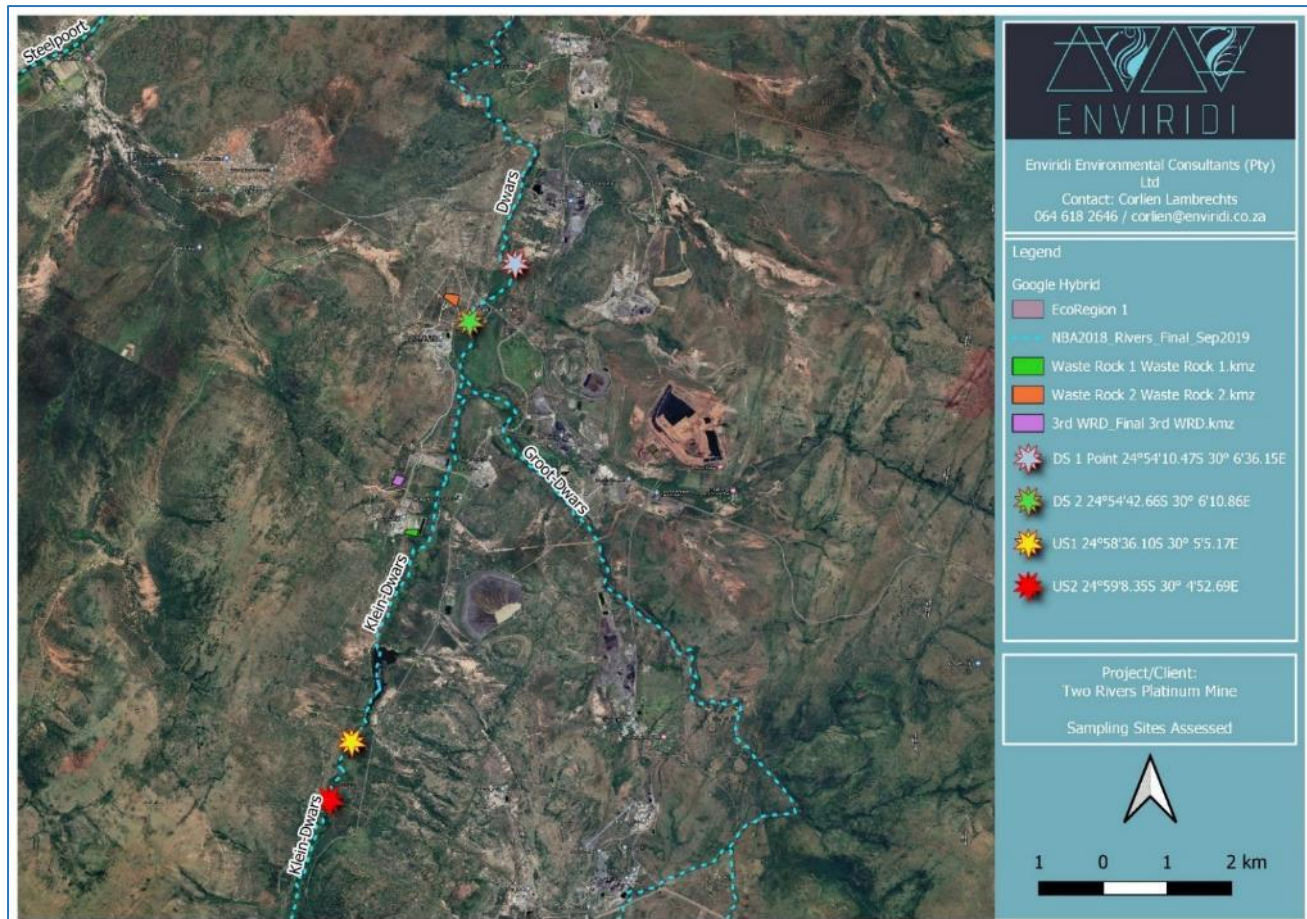 Steelpoort
Dwars
Groot-Dwars
Klein-Dwars
Klein-Dwars
ENVIRIDI
Enviridi Environmental Consultants (Pty)
Ltd
Contact: Corlien Lambrechts
064 618 2646 / corlien@enviridi.co.za
Legend
Google Hybrid
EcoRegion 1
NBA2018_Rivers_Final_Sep2019
Waste Rock 1 Waste Rock 1.kmz
Waste Rock 2 Waste Rock 2.kmz
3rd WRD_Final 3rd WRD.kmz
DS 1 Point 24°54'10.47S 30° 6'36.15E
DS 2 24°54'42.66S 30° 6'10.86E
US1 24°58'36.10S 30° 5'5.17E
US2 24°59'8.35S 30° 4'52.69E
Project/Client:
Two Rivers Platinum Mine
Sampling Sites Assessed
1 0 1 2 km